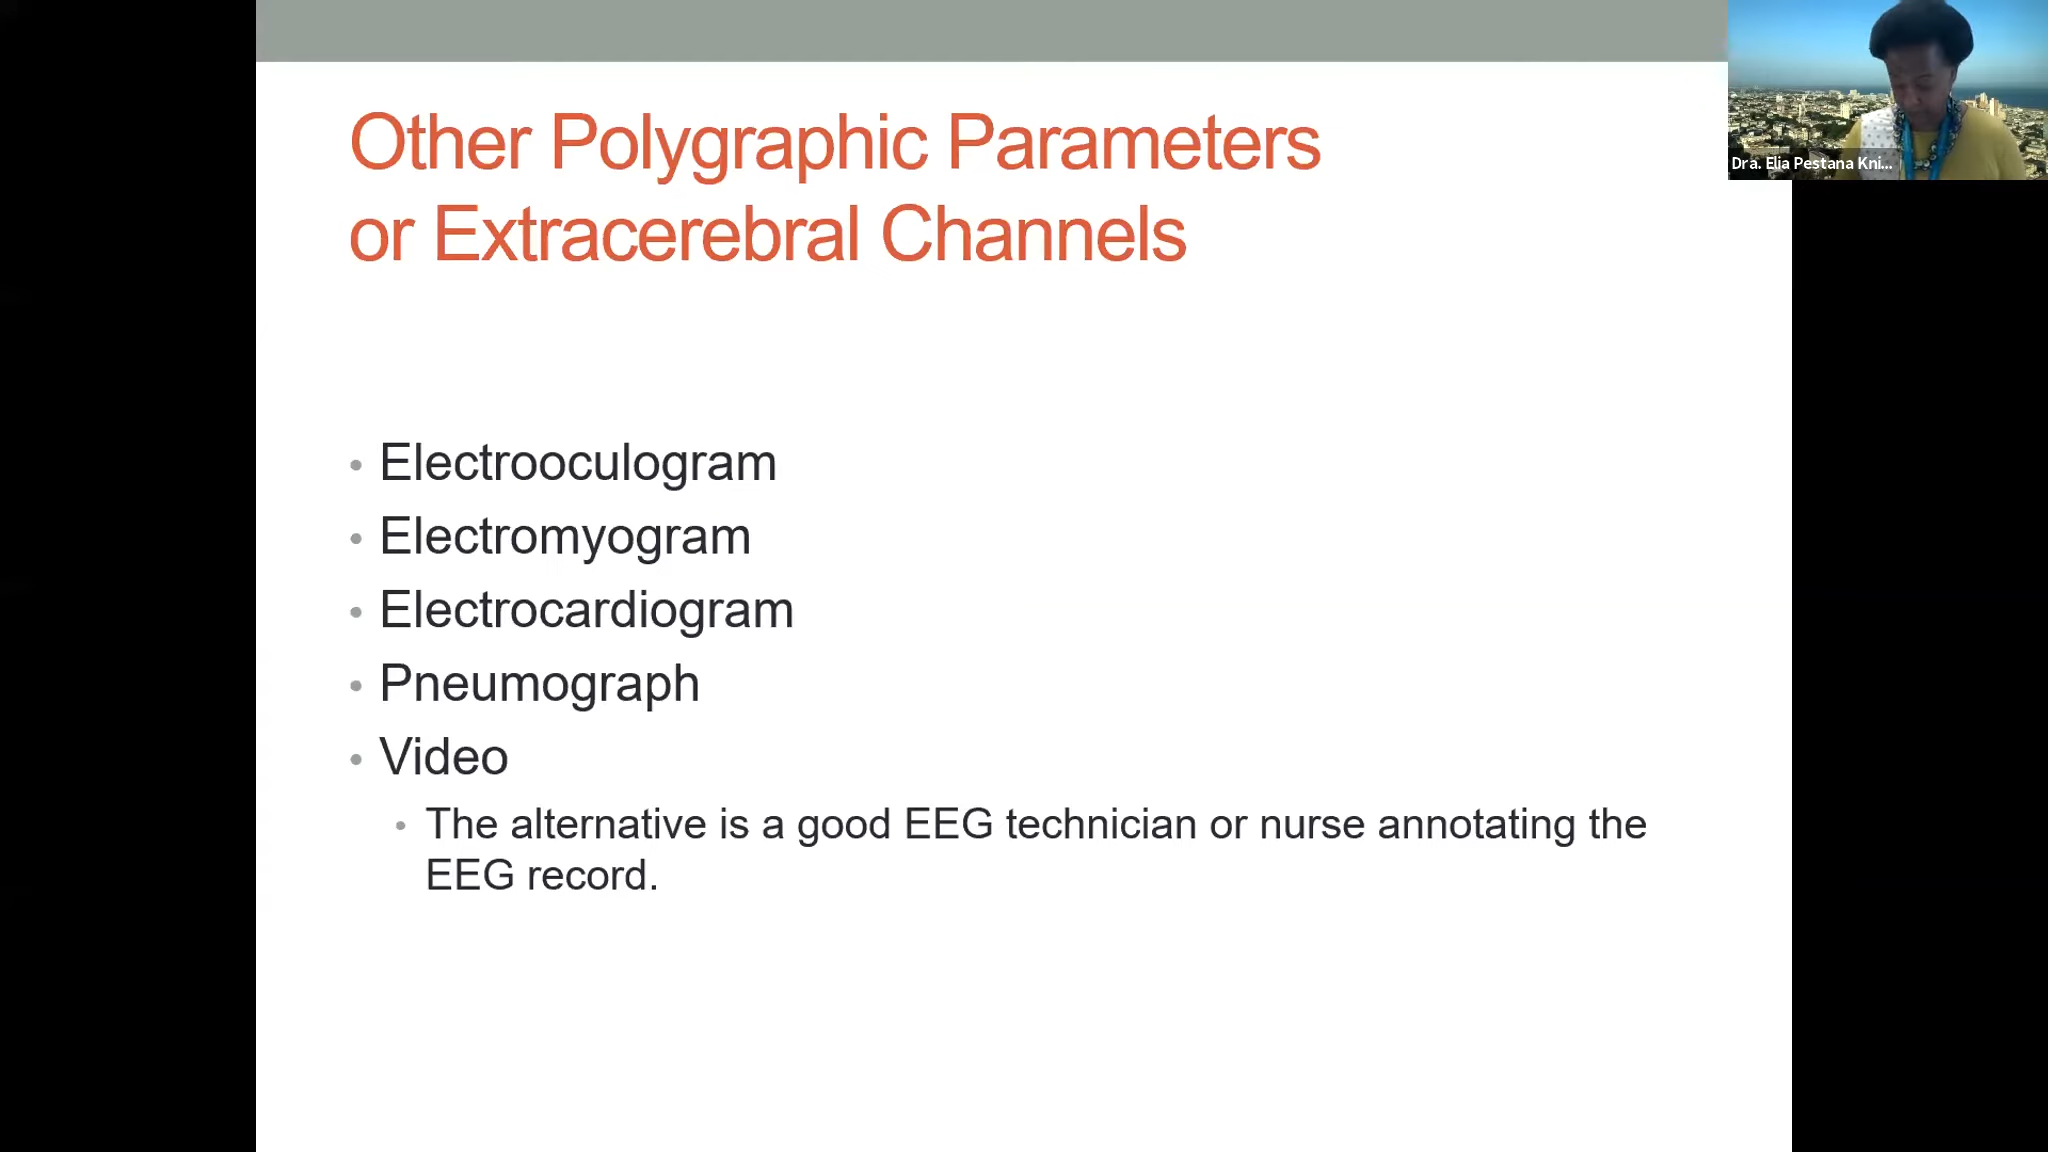 Other Polygraphic Parameters
or Extracerebral Channels
• Electrooculogram
• Electromyogram
• Electrocardiogram
• Pneumograph
• Video
• The alternative is a good EEG technician or nurse annotating the
EEG record.
Dra. Elia Pestana Kni...